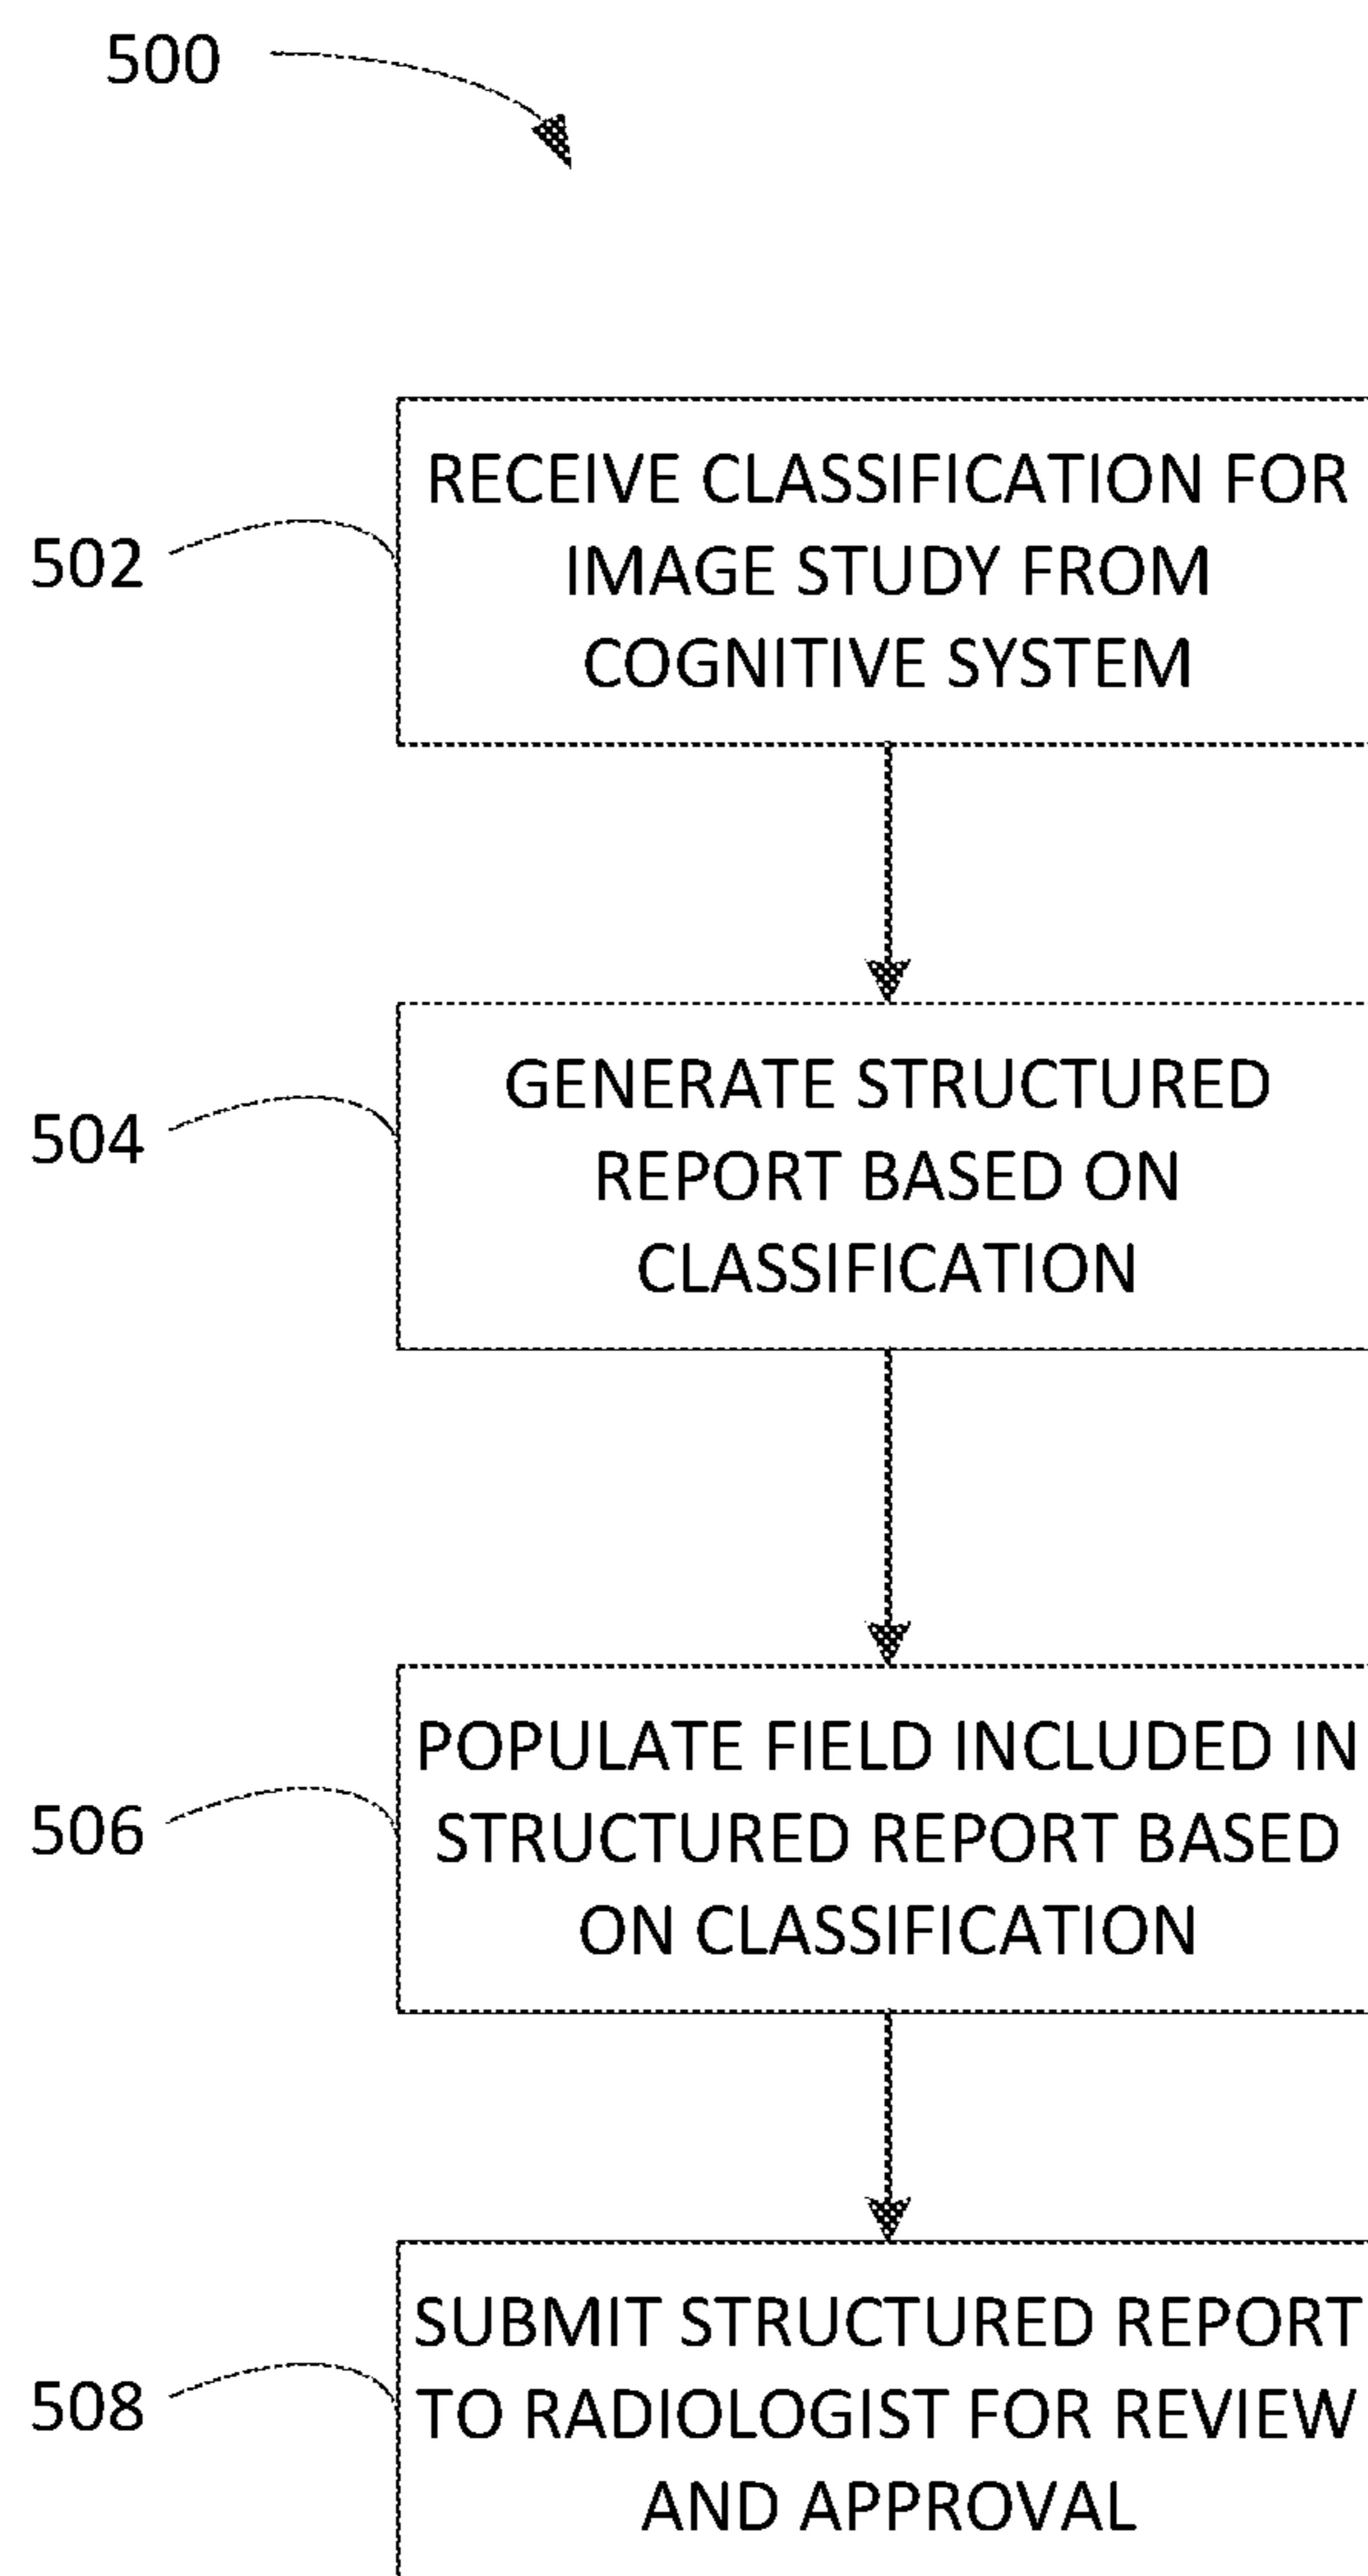 500
RECEIVE CLASSIFICATION FOR
IMAGE STUDY FROM
COGNITIVE SYSTEM
502
GENERATE STRUCTURED
REPORT BASED ON
CLASSIFICATION
504
POPULATE FIELD INCLUDED IN
STRUCTURED REPORT BASED
ON CLASSIFICATION
506
SUBMIT STRUCTURED REPORT
TO RADIOLOGIST FOR REVIEW
AND APPROVAL
508